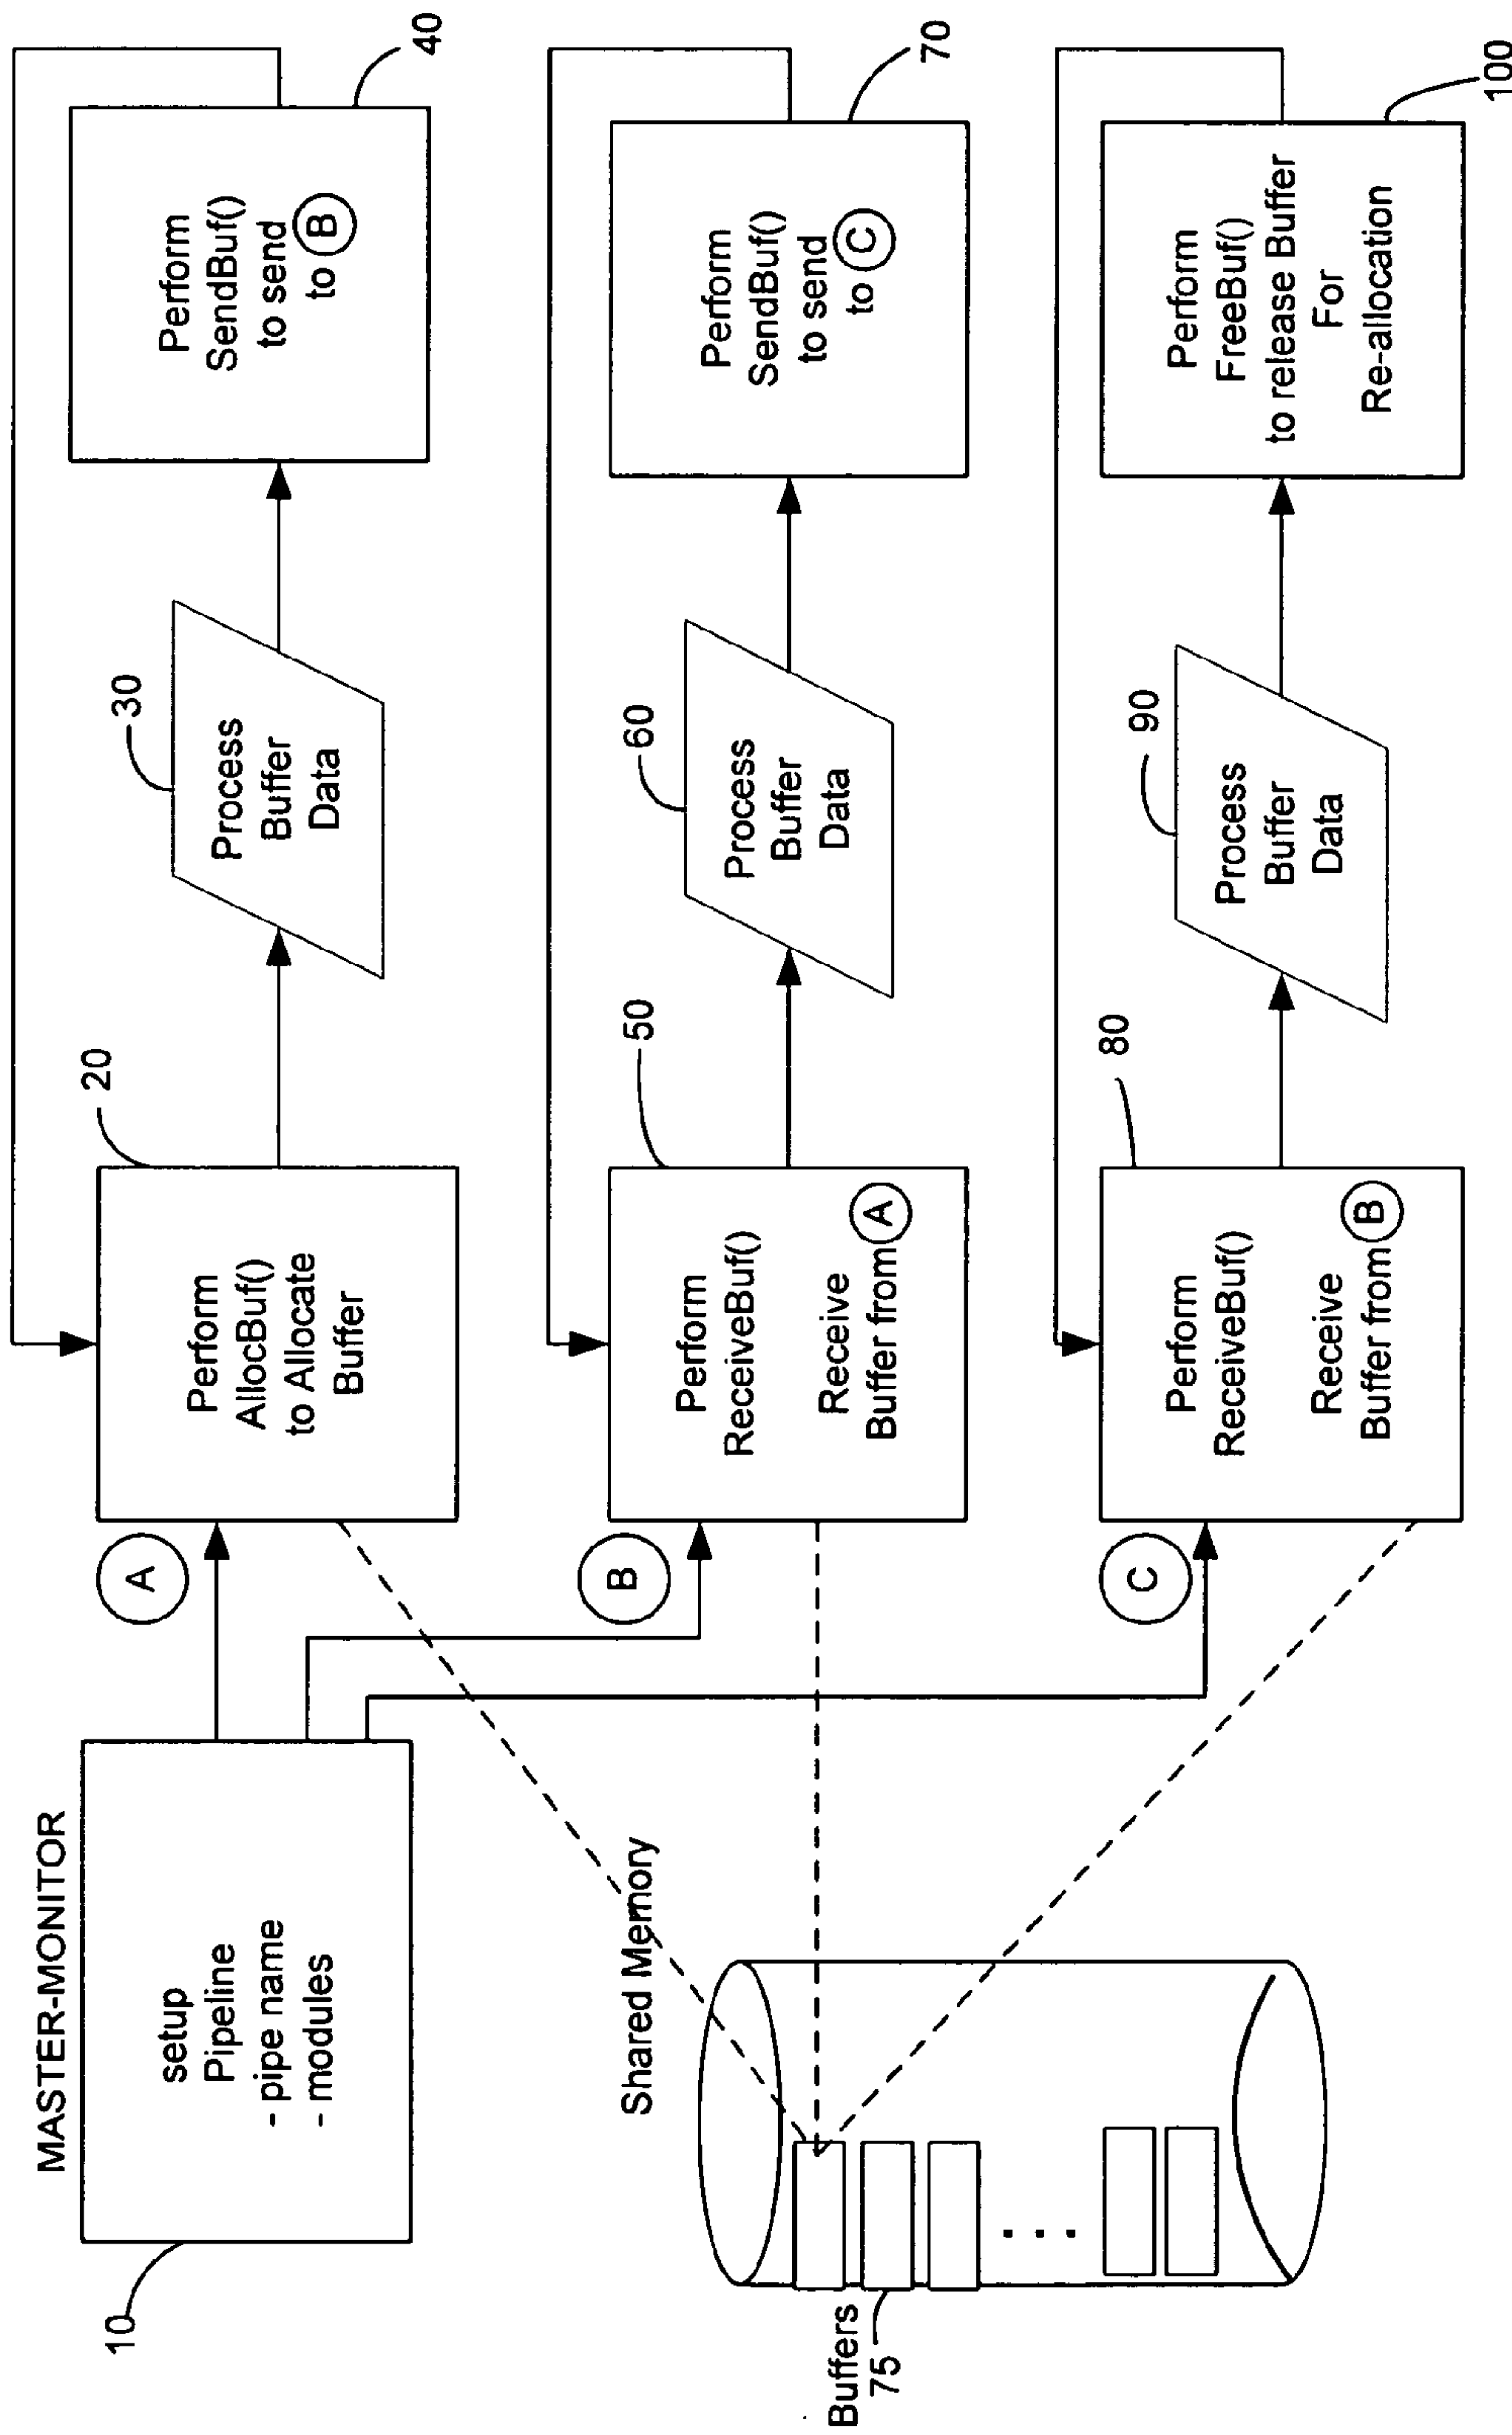 MASTER-MONITOR
10
setup
Pipeline
- pipe name
- modules
A
20
Perform
AllocBuf()
to Allocate
Buffer
30
Process
Buffer
Data
40
Perform
SendBuf()
to send
to B
Shared Memory
Buffers
75
...
B
50
Perform
ReceiveBuf()
Receive
Buffer from A
60
Process
Buffer
Data
70
Perform
SendBuf()
to send
to C
C
80
Perform
ReceiveBuf()
Receive
Buffer from B
90
Process
Buffer
Data
100
Perform
FreeBuf()
to release Buffer
For
Re-allocation